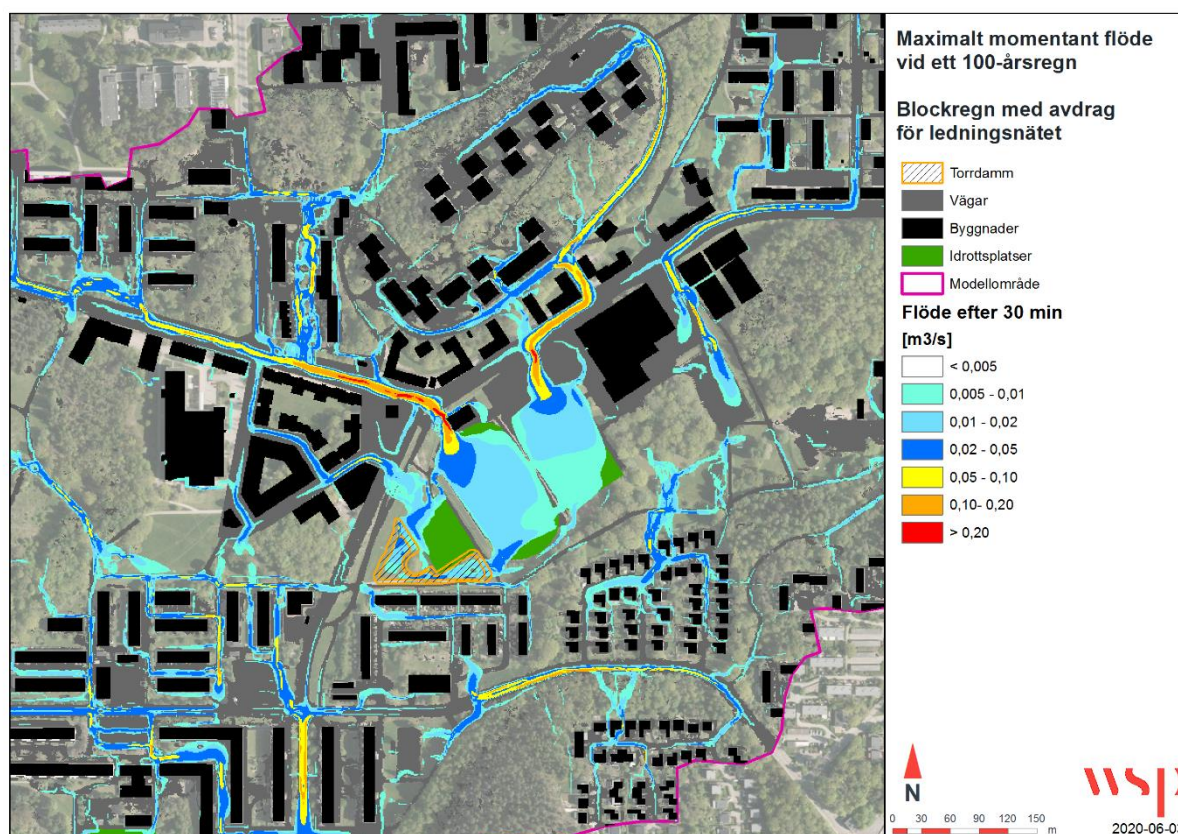 Maximalt momentant flöde
vid ett 100-årsregn
Blockregn med avdrag
för ledningsnätet
Torrdamm
Vägar
Byggnader
Idrottsplatser
Modellområde
Flöde efter 30 min
[m3/s]
< 0,005
0,005 - 0,01
0,01 - 0,02
0,02 - 0,05
0,05 - 0,10
0,10- 0,20
> 0,20
N
0 30 60 90 120 150
m
wsp